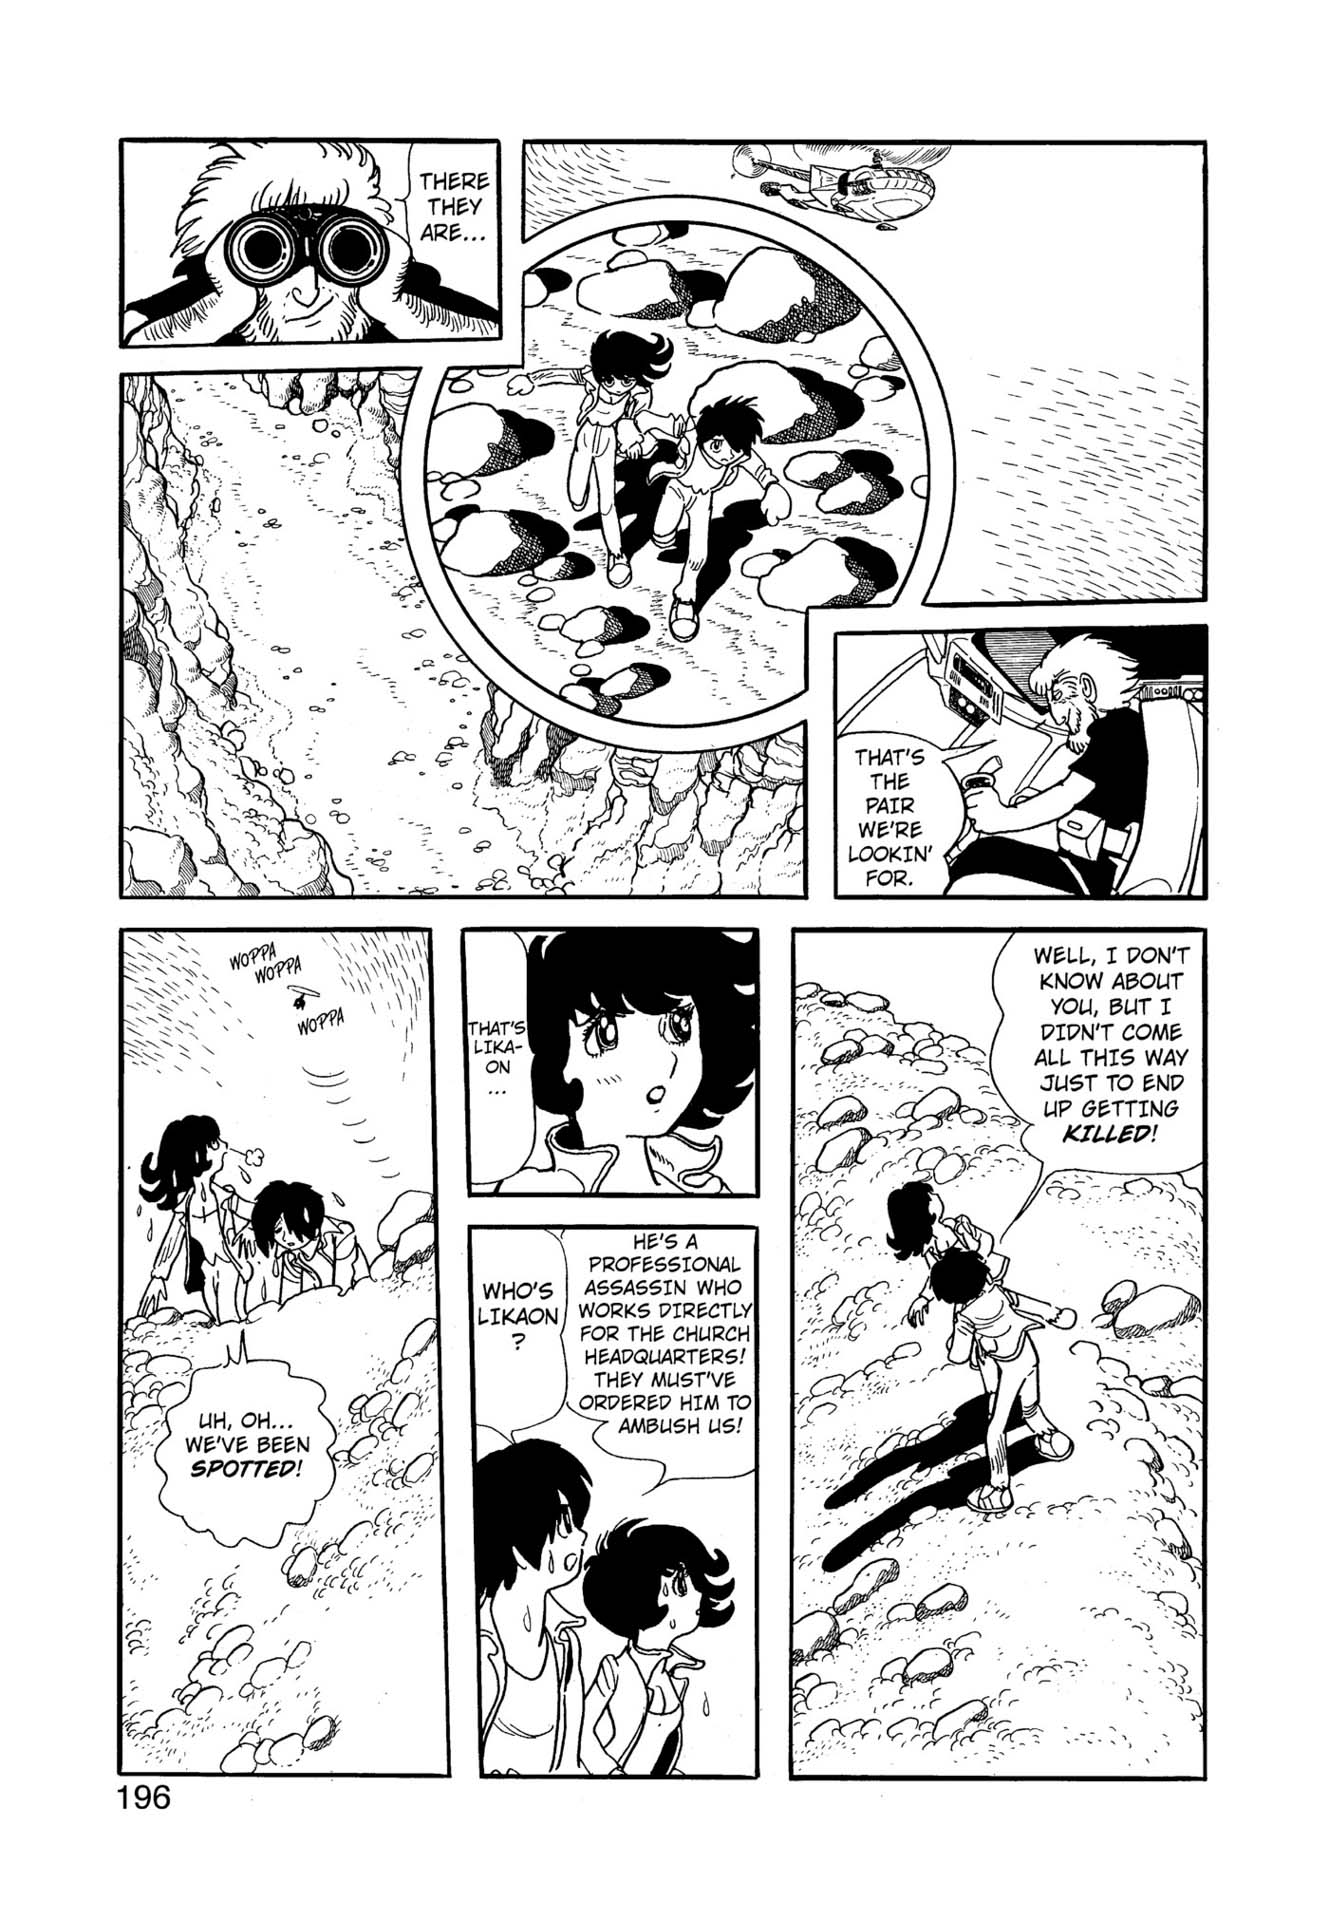 THERE
THEY
ARE...
THAT'S
THE
PAIR
WE'RE
LOOKIN'
FOR.
WOPPA
WOPPA
WOPPA
UH, OH...
WE'VE BEEN
SPOTTED!
THAT'S
LIKA-
ON
...
WHO'S
LIKAON
?
HE'S A
PROFESSIONAL
ASSASSIN WHO
WORKS DIRECTLY
FOR THE CHURCH
HEADQUARTERS!
THEY MUST'VE
ORDERED HIM TO
AMBUSH US!
WELL, I DON'T
KNOW ABOUT
YOU, BUT I
DIDN'T COME
ALL THIS WAY
JUST TO END
UP GETTING
KILLED!
196